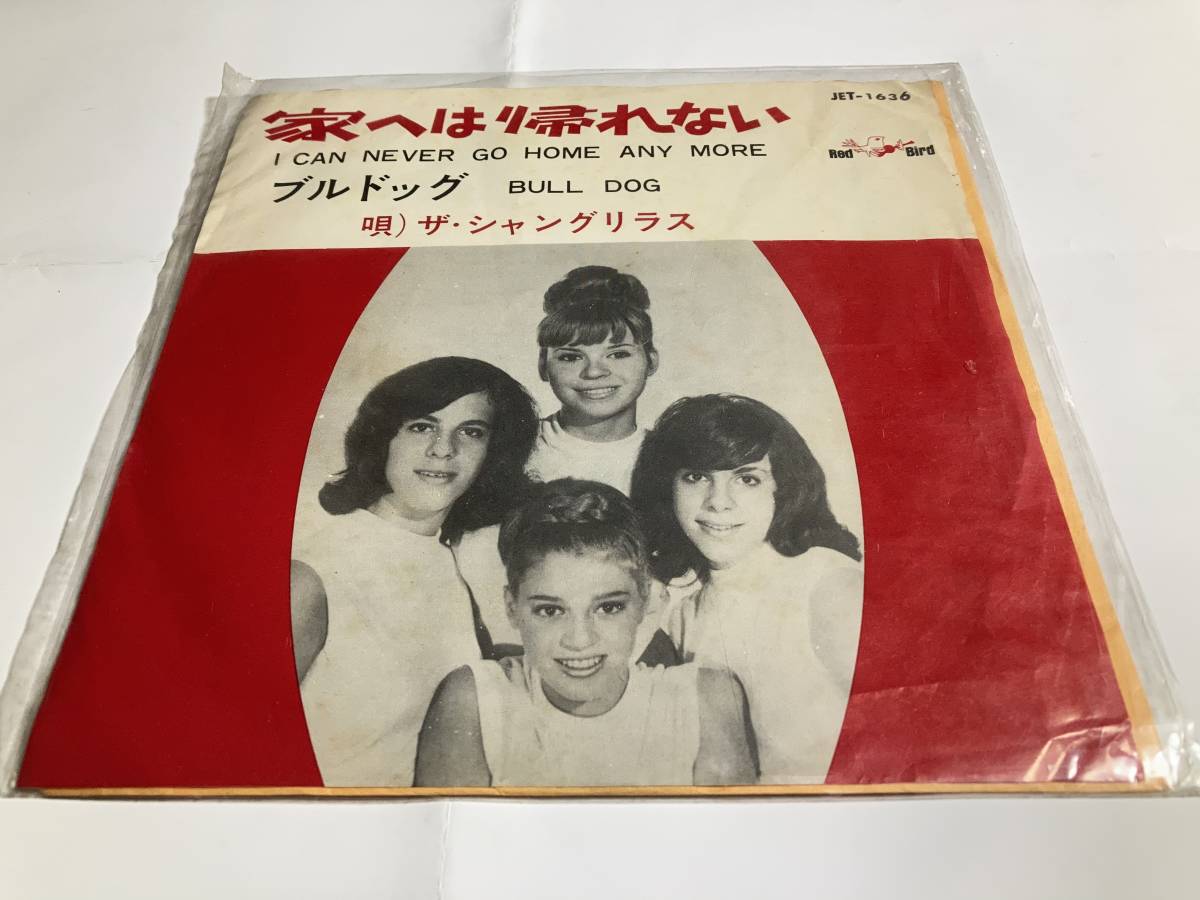 家へは帰れない
JET-1636
I CAN NEVER GO HOME ANY MORE
Red Bird
ブルドッグ BULL DOG
唄)ザ・シャングリラス